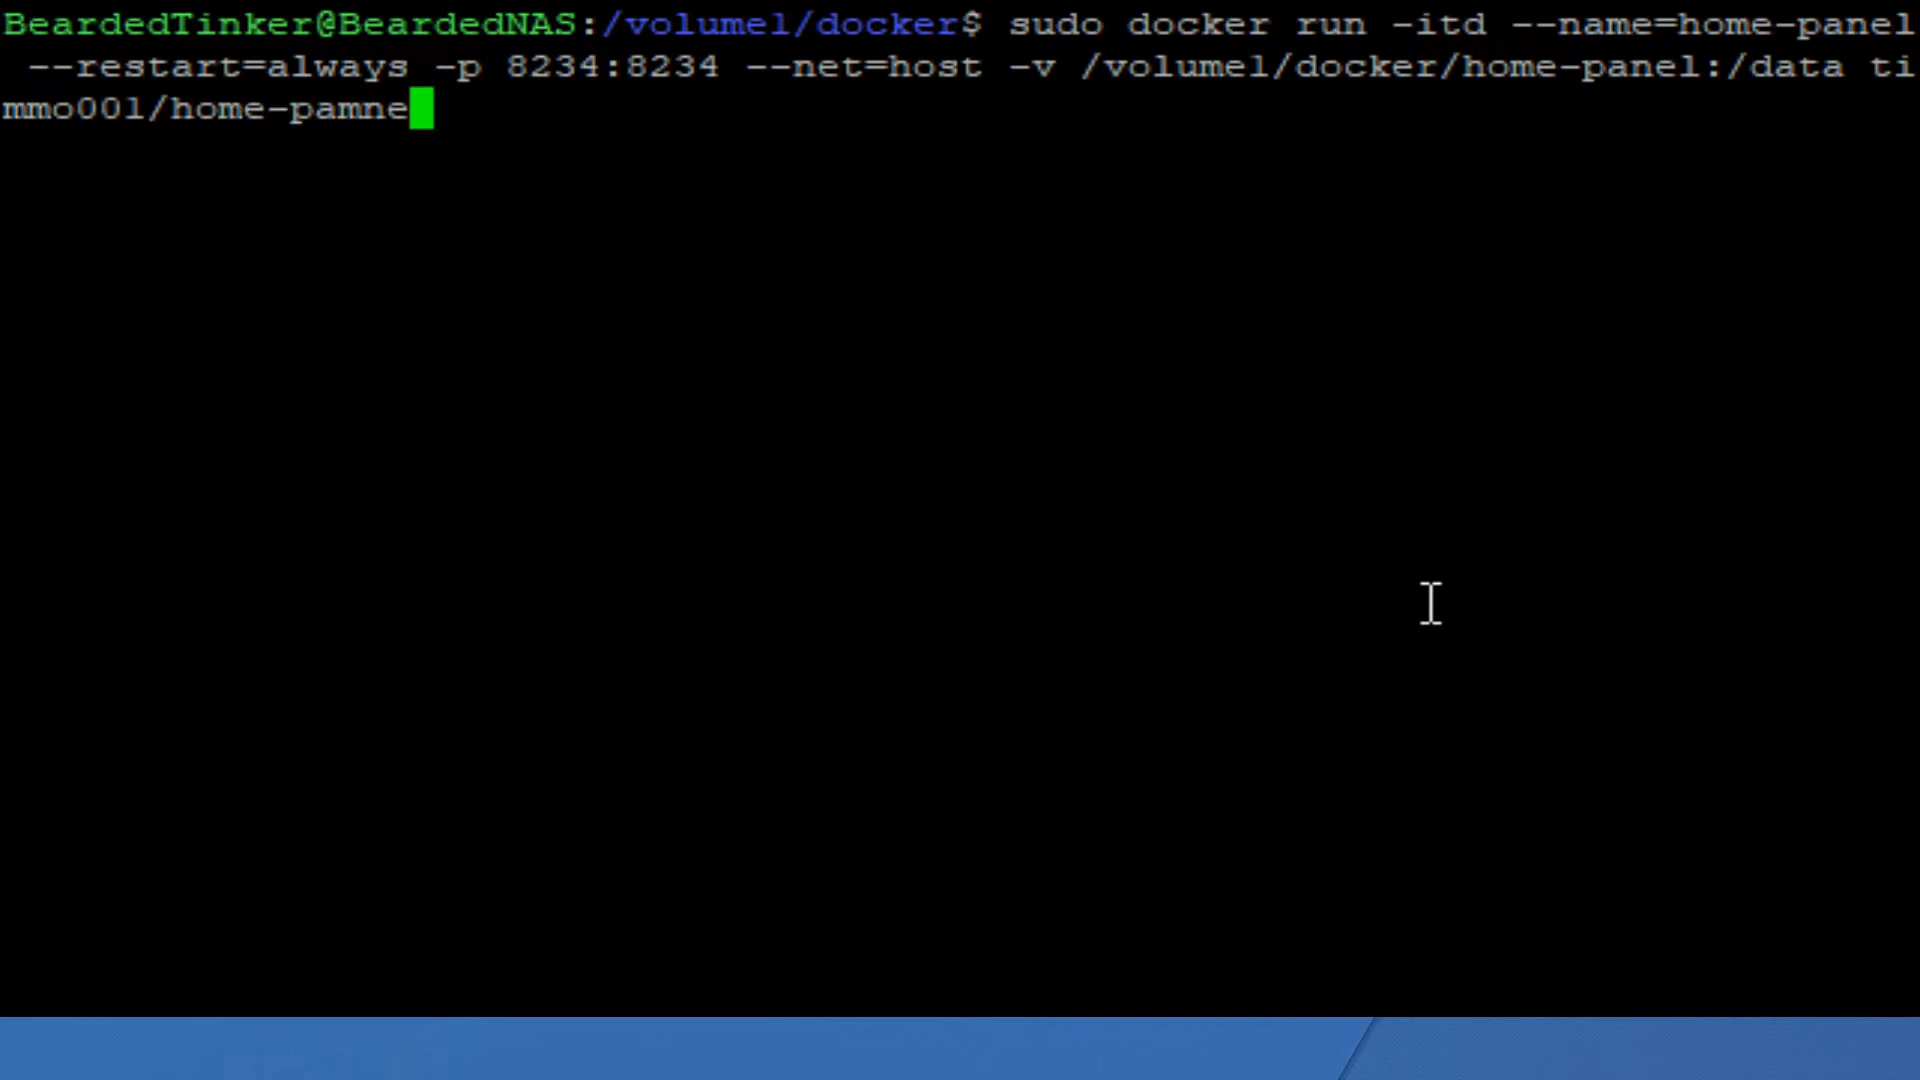 BeardedTinker@BeardedNAS:/volume1/docker$ sudo docker run -itd --name=home-panel
--restart=always -p 8234:8234 --net=host -v /volume1/docker/home-panel:/data ti
mmo001/home-pamne